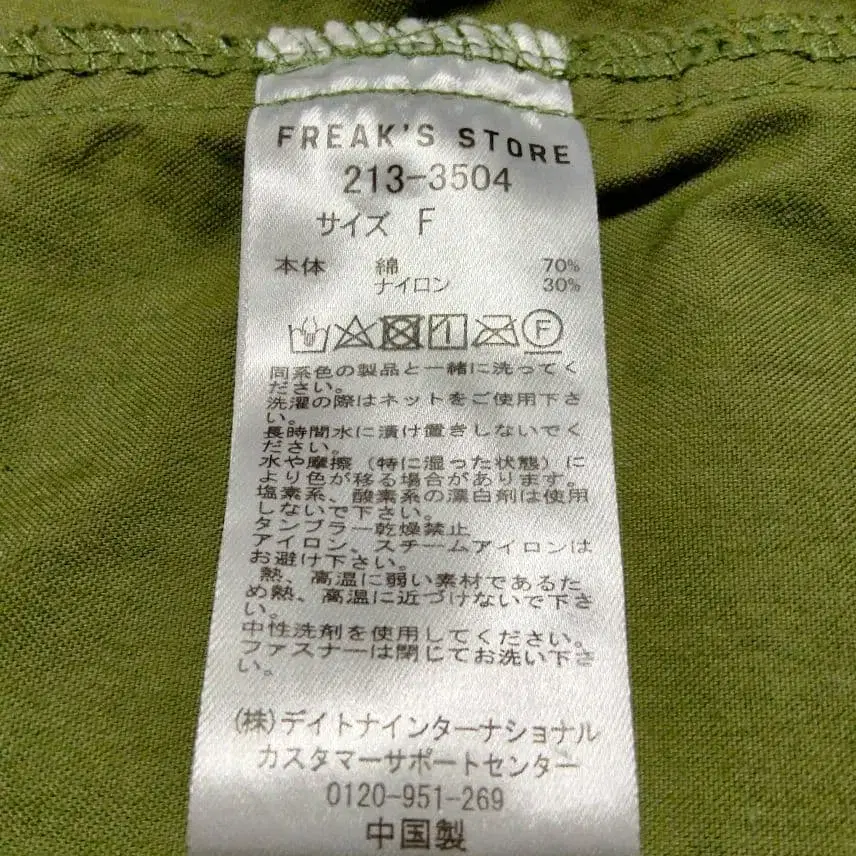 FREAK'S STORE
213-3504
サイズ F
本体 綿 70%
ナイロン 30%
F
同系色の製品と一緒に洗ってく
ださい。
洗濯の際はネットをご使用下さ
い。
長時間水に漬け置きしないでく
ださい。
水や摩擦(特に湿った状態)に
より色が移る場合があります。
塩素系、酸素系の漂白剤は使用
しないで下さい。
タンブラー乾燥禁止
アイロン、スチームアイロンは
お避け下さい。
熱、高温に弱い素材であるた
め熱、高温に近づけないで下さ
い。
中性洗剤を使用してください。
ファスナーは閉じてお洗い下さ
い。
(株)デイトナインターナショナル
カスタマーサポートセンター
0120-951-269
中国製